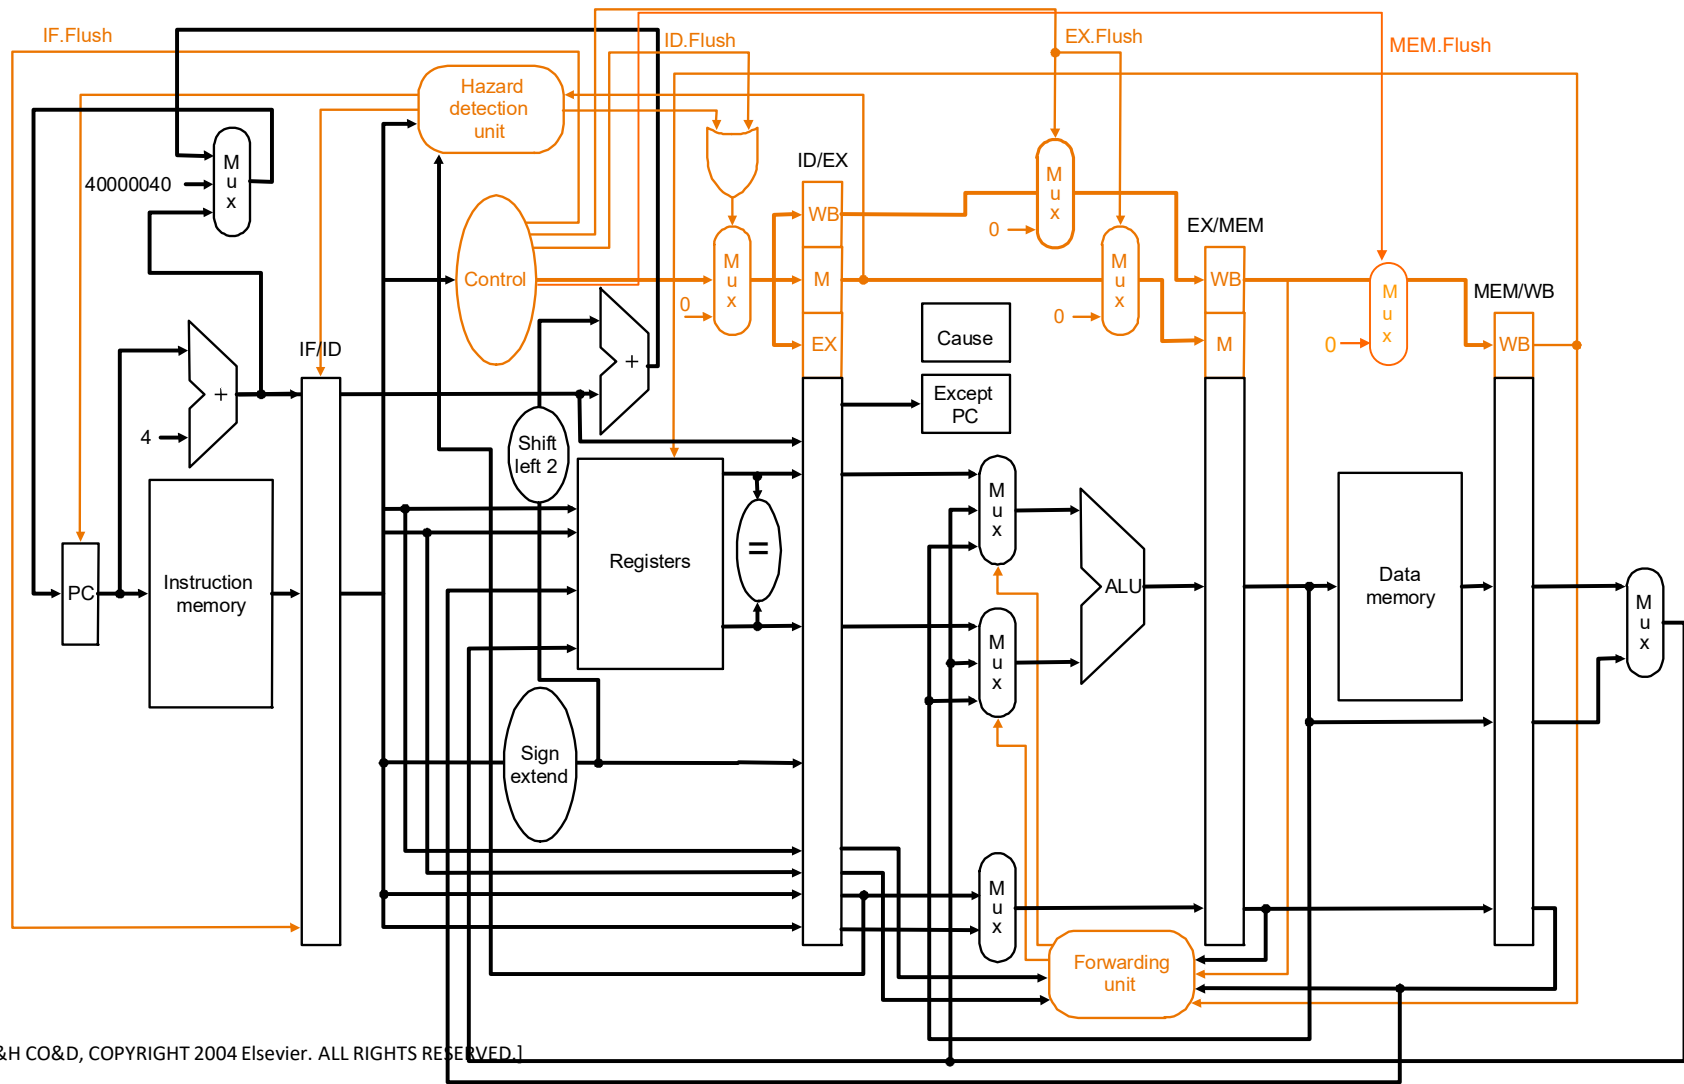 IF.Flush
ID.Flush
EX.Flush
MEM.Flush
Hazard
detection
unit
M
u
x
40000040
ID/EX
WB
M
EX
M
u
x
0
M
u
x
0
M
u
x
0
EX/MEM
WB
M
M
u
x
0
MEM/WB
WB
Control
Cause
Except
PC
IF/ID
+
4
+
Shift
left 2
PC
Instruction
memory
Registers
=
M
u
x
M
u
x
ALU
Data
memory
M
u
x
Sign
extend
M
u
x
Forwarding
unit
&H CO&D, COPYRIGHT 2004 Elsevier. ALL RIGHTS RESERVED.]